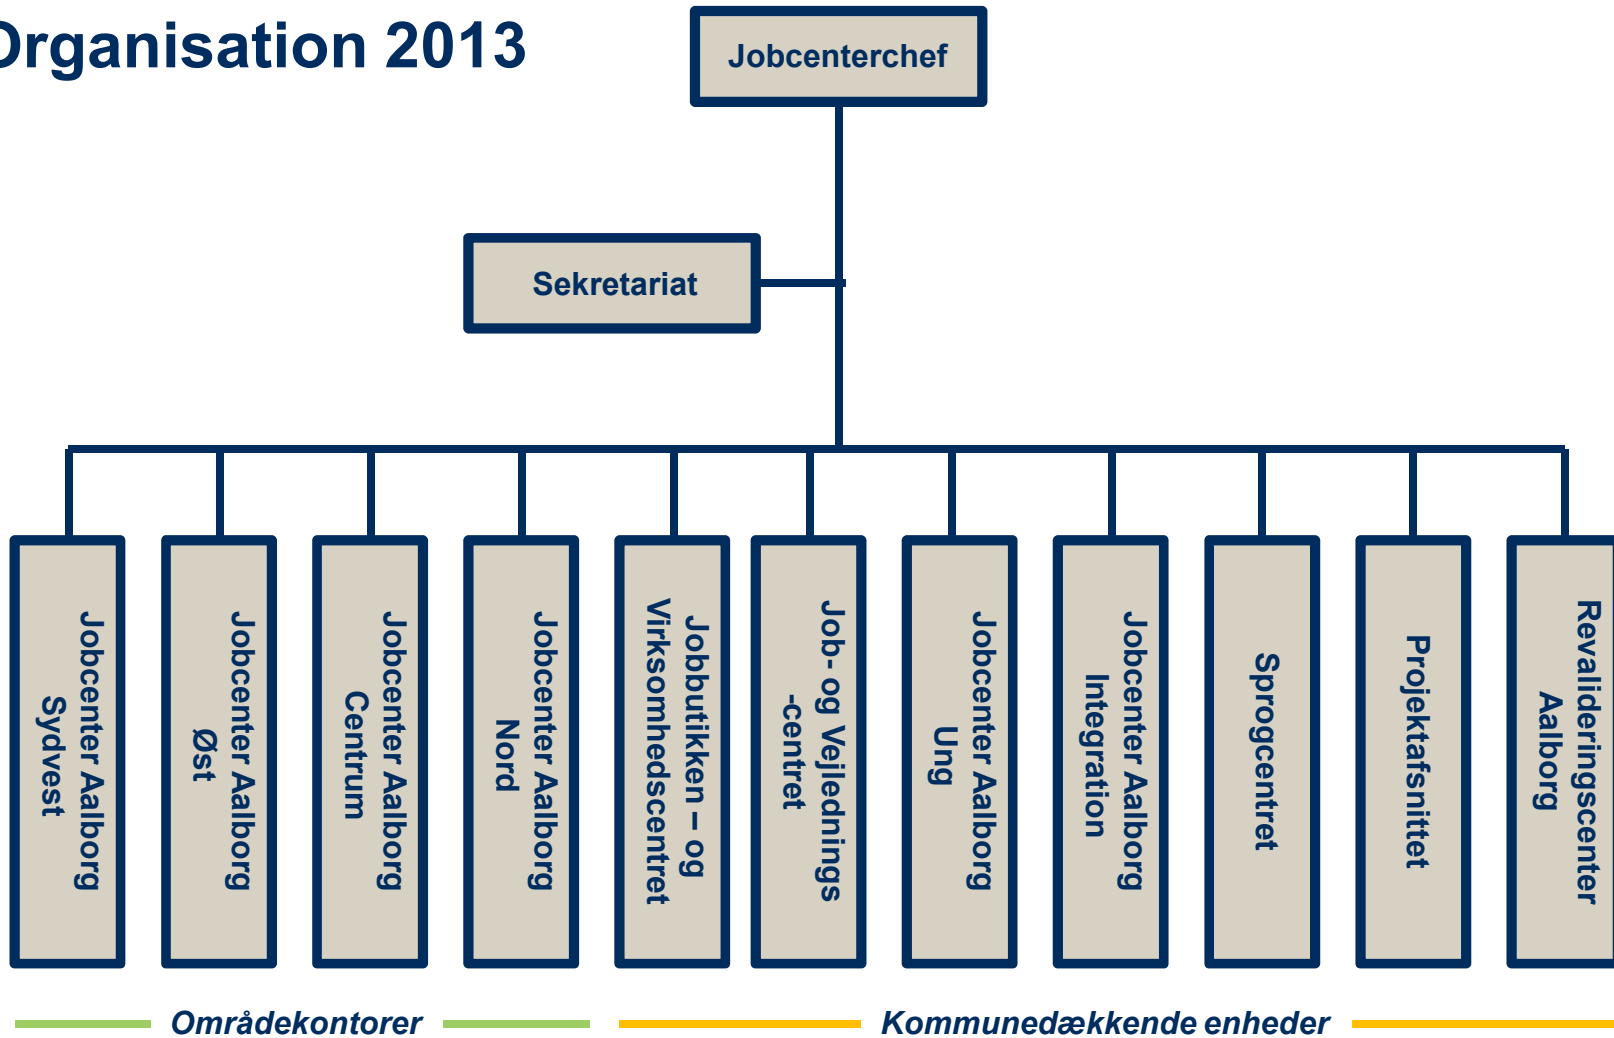 Organisation 2013
Jobcenterchef
Sekretariat
Jobcenter Aalborg
Sydvest
Jobcenter Aalborg
Øst
Jobcenter Aalborg
Centrum
Jobcenter Aalborg
Nord
Jobbutikken – og
Virksomhedscentret
Job- og Vejlednings
-centret
Jobcenter Aalborg
Ung
Jobcenter Aalborg
Integration
Sprogcentret
Projektafsnittet
Revalideringscenter
Aalborg
Områdekontorer
Kommunedækkende enheder